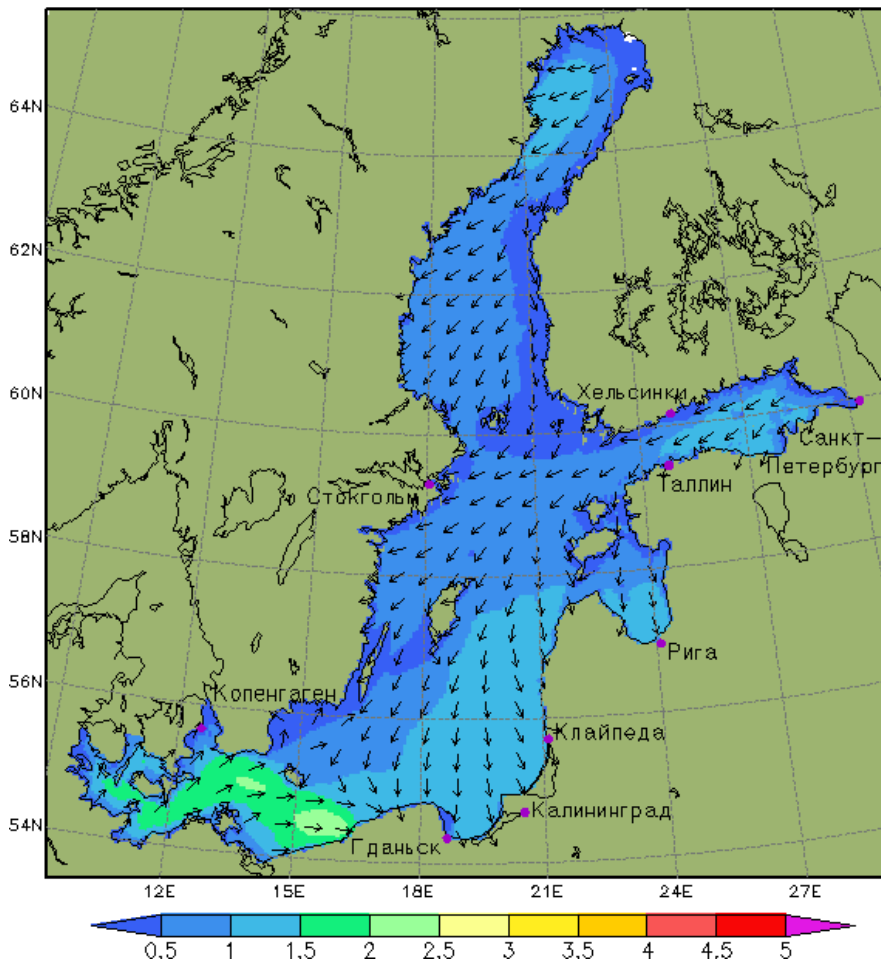 64N
62N
Хельсинки
60N
Санкт-
Петербург
Таллин
Стокгольм
58N
Рига
56N
Копенгаген
Клайпеда
Калининград
54N
Гданьск
12E 15E 18E 21E 24E 27E
0,5 1 1,5 2 2,5 3 3,5 4 4,5 5